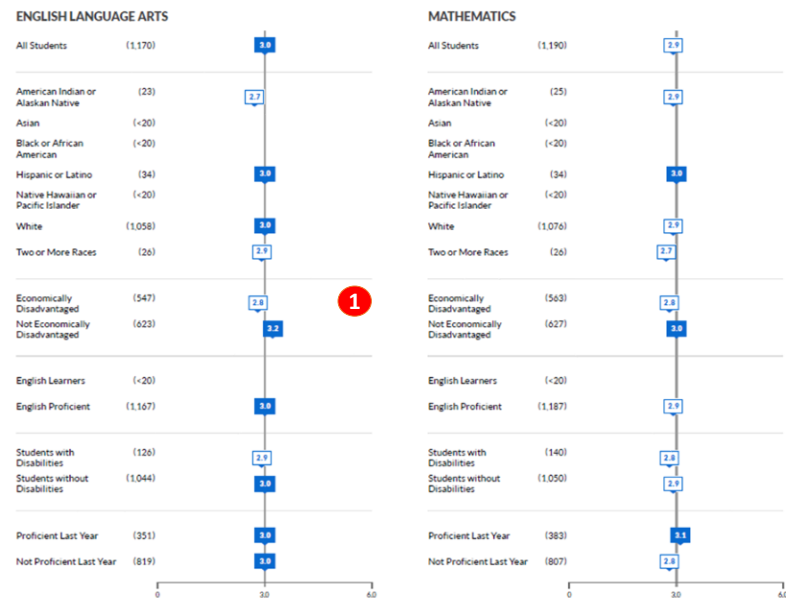 ENGLISH LANGUAGE ARTS
All Students (1,170) 3.0
American Indian or
Alaskan Native (23) 2.7
Asian (<20)
Black or African
American (<20)
Hispanic or Latino (34) 3.0
Native Hawaiian or
Pacific Islander (<20)
White (1,058) 3.0
Two or More Races (26) 2.9
Economically
Disadvantaged (547) 2.8
1
Not Economically
Disadvantaged (623) 3.2
English Learners (<20)
English Proficient (1,167) 3.0
Students with
Disabilities (126) 2.9
Students without
Disabilities (1,044) 3.0
Proficient Last Year (351) 3.0
Not Proficient Last Year (819) 3.0
0 3.0 6.0
MATHEMATICS
All Students (1,190) 2.9
American Indian or
Alaskan Native (25) 2.9
Asian (<20)
Black or African
American (<20)
Hispanic or Latino (34) 3.0
Native Hawaiian or
Pacific Islander (<20)
White (1,076) 2.9
Two or More Races (26) 2.7
Economically
Disadvantaged (563) 2.8
Not Economically
Disadvantaged (627) 3.0
English Learners (<20)
English Proficient (1,187) 2.9
Students with
Disabilities (140) 2.8
Students without
Disabilities (1,050) 2.9
Proficient Last Year (383) 3.1
Not Proficient Last Year (807) 2.8
0 3.0 6.0